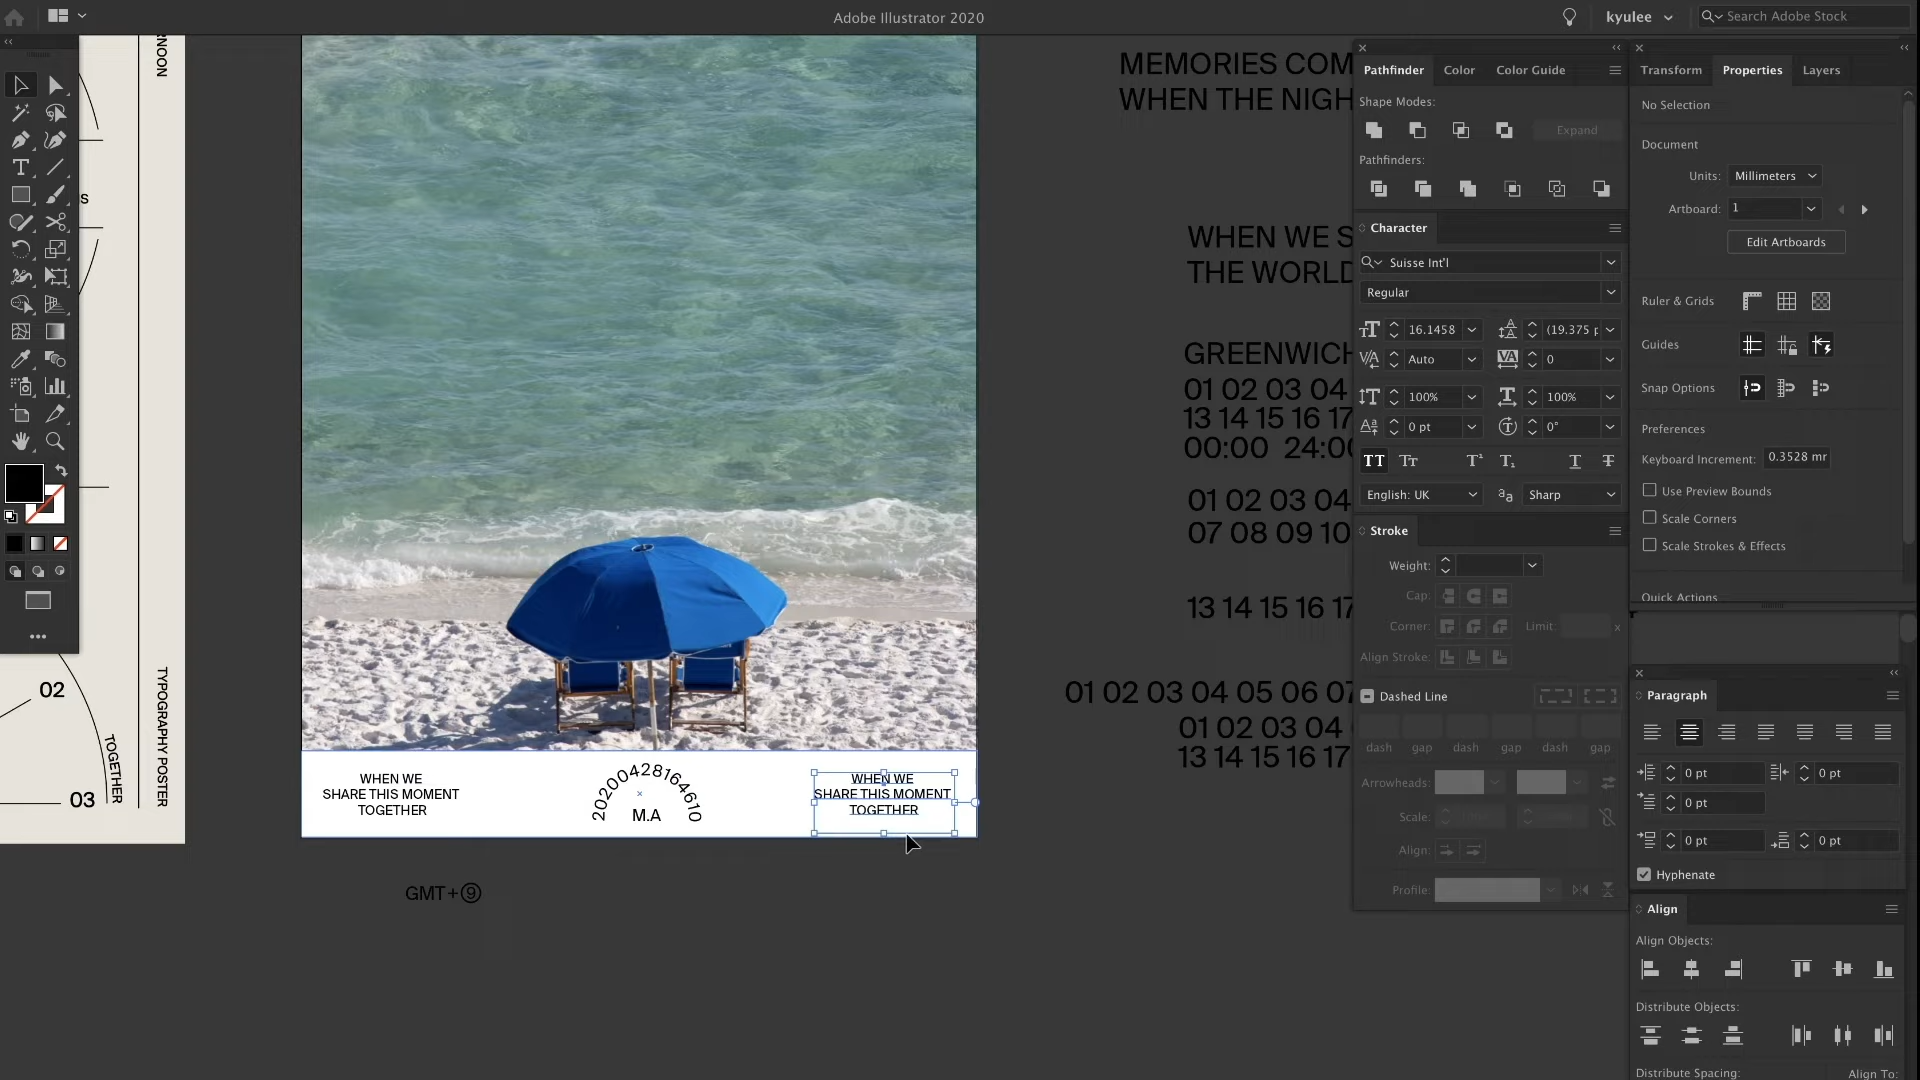 Adobe Illustrator 2020
kyulee
Search Adobe Stock
RNOON
s
02
TOGETHER
03
TYPOGRAPHY POSTER
WHEN WE
SHARE THIS MOMENT
TOGETHER
20200428164610
M.A
WHEN WE
SHARE THIS MOMENT
TOGETHER
GMT+⑨
MEMORIES COM
WHEN THE NIGH
WHEN WE S
THE WORLD
GREENWICH
01 02 03 04
13 14 15 16 17
00:00 24:00
01 02 03 04
07 08 09 10
13 14 15 16 17
01 02 03 04 05 06 07
01 02 03 04
13 14 15 16 17
Pathfinder Color Color Guide
Shape Modes:
Expand
Pathfinders:
Character
Suisse Int'l
Regular
16.1458 (19.375 p
Auto 0
100% 100%
0 pt 0°
English: UK Sharp
Stroke
Weight:
Cap:
Corner: Limit: x
Align Stroke:
Dashed Line
dash gap dash gap dash gap
Arrowheads:
Scale:
Align:
Profile:
Transform Properties Layers
No Selection
Document
Units: Millimeters
Artboard: 1
Edit Artboards
Ruler & Grids
Guides
Snap Options
Preferences
Keyboard Increment: 0.3528 mr
Use Preview Bounds
Scale Corners
Scale Strokes & Effects
Quick Actions
Paragraph
0 pt 0 pt
0 pt
0 pt 0 pt
Hyphenate
Align
Align Objects:
Distribute Objects:
Distribute Spacing: Align To: